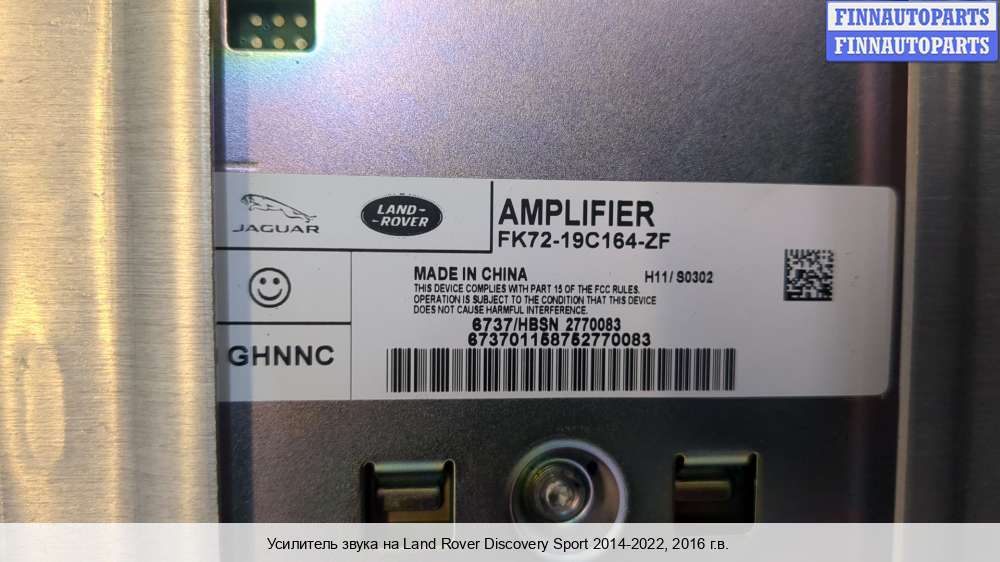 FINNAUTOPARTS
FINNAUTOPARTS
JAGUAR
LAND-
-ROVER
AMPLIFIER
FK72-19C164-ZF
MADE IN CHINA
H11/ S0302
THIS DEVICE COMPLIES WITH PART 15 OF THE FCC RULES.
OPERATION IS SUBJECT TO THE CONDITION THAT THIS DEVICE
DOES NOT CAUSE HARMFUL INTERFERENCE.
6737/HBSN 2770083
673701158752770083
GHNNC
Усилитель звука на Land Rover Discovery Sport 2014-2022, 2016 г.в.